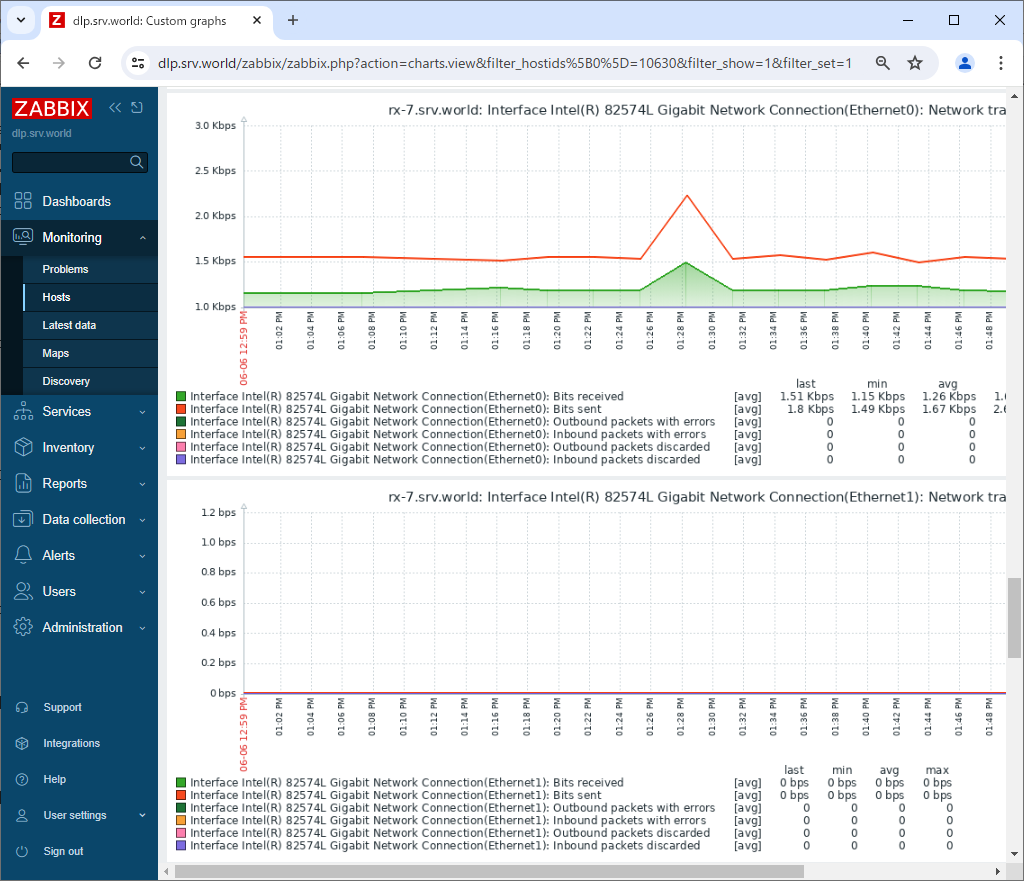 dlp.srv.world: Custom graphs
dlp.srv.world/zabbix/zabbix.php?action=charts.view&filter_hostids%5B0%5D=10630&filter_show=1&filter_set=1
ZABBIX
dlp.srv.world
Dashboards
Monitoring
Problems
Hosts
Latest data
Maps
Discovery
Services
Inventory
Reports
Data collection
Alerts
Users
Administration
Support
Integrations
Help
User settings
Sign out
rx-7.srv.world: Interface Intel(R) 82574L Gigabit Network Connection(Ethernet0): Network tra
3.0 Kbps
2.5 Kbps
2.0 Kbps
1.5 Kbps
1.0 Kbps
06-06 12:59 PM 01:02 PM 01:04 PM 01:06 PM 01:08 PM 01:10 PM 01:12 PM 01:14 PM 01:16 PM 01:18 PM 01:20 PM 01:22 PM 01:24 PM 01:26 PM 01:28 PM 01:30 PM 01:32 PM 01:34 PM 01:36 PM 01:38 PM 01:40 PM 01:42 PM 01:44 PM 01:46 PM 01:48 PM
last min avg
Interface Intel(R) 82574L Gigabit Network Connection(Ethernet0): Bits received [avg] 1.51 Kbps 1.15 Kbps 1.26 Kbps
Interface Intel(R) 82574L Gigabit Network Connection(Ethernet0): Bits sent [avg] 1.8 Kbps 1.49 Kbps 1.67 Kbps
Interface Intel(R) 82574L Gigabit Network Connection(Ethernet0): Outbound packets with errors [avg] 0 0 0
Interface Intel(R) 82574L Gigabit Network Connection(Ethernet0): Inbound packets with errors [avg] 0 0 0
Interface Intel(R) 82574L Gigabit Network Connection(Ethernet0): Outbound packets discarded [avg] 0 0 0
Interface Intel(R) 82574L Gigabit Network Connection(Ethernet0): Inbound packets discarded [avg] 0 0 0
rx-7.srv.world: Interface Intel(R) 82574L Gigabit Network Connection(Ethernet1): Network tra
1.2 bps
1.0 bps
0.8 bps
0.6 bps
0.4 bps
0.2 bps
0 bps
06-06 12:59 PM 01:02 PM 01:04 PM 01:06 PM 01:08 PM 01:10 PM 01:12 PM 01:14 PM 01:16 PM 01:18 PM 01:20 PM 01:22 PM 01:24 PM 01:26 PM 01:28 PM 01:30 PM 01:32 PM 01:34 PM 01:36 PM 01:38 PM 01:40 PM 01:42 PM 01:44 PM 01:46 PM 01:48 PM
last min avg max
Interface Intel(R) 82574L Gigabit Network Connection(Ethernet1): Bits received [avg] 0 bps 0 bps 0 bps 0 bps
Interface Intel(R) 82574L Gigabit Network Connection(Ethernet1): Bits sent [avg] 0 bps 0 bps 0 bps 0 bps
Interface Intel(R) 82574L Gigabit Network Connection(Ethernet1): Outbound packets with errors [avg] 0 0 0 0
Interface Intel(R) 82574L Gigabit Network Connection(Ethernet1): Inbound packets with errors [avg] 0 0 0 0
Interface Intel(R) 82574L Gigabit Network Connection(Ethernet1): Outbound packets discarded [avg] 0 0 0 0
Interface Intel(R) 82574L Gigabit Network Connection(Ethernet1): Inbound packets discarded [avg] 0 0 0 0